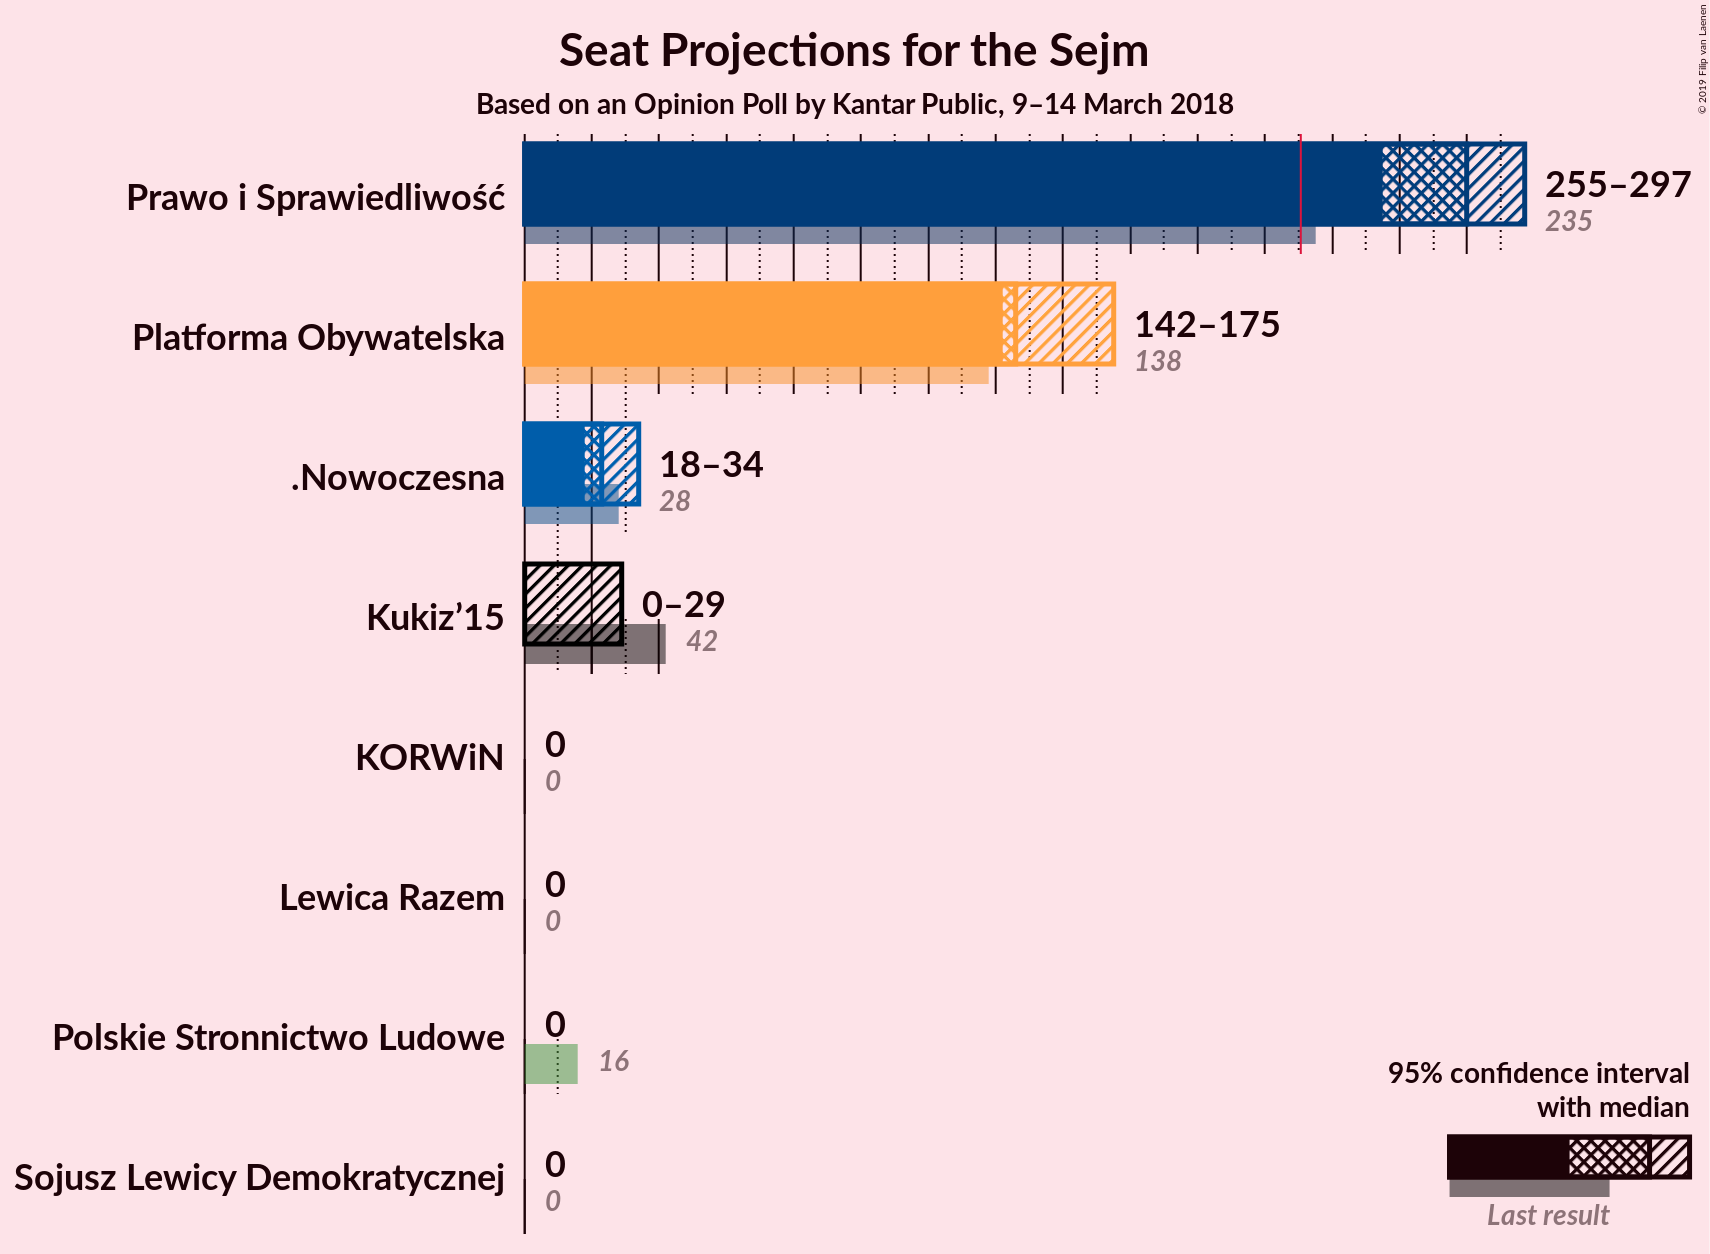 Seat Projections for the Sejm
Based on an Opinion Poll by Kantar Public, 9–14 March 2018
© 2019 Filip van Laenen
Prawo i Sprawiedliwość
255–297
235
Platforma Obywatelska
142–175
138
.Nowoczesna
18–34
28
Kukiz’15
0–29
42
KORWiN
0
0
Lewica Razem
0
0
Polskie Stronnictwo Ludowe
0
16
Sojusz Lewicy Demokratycznej
0
0
95% confidence interval
with median
Last result